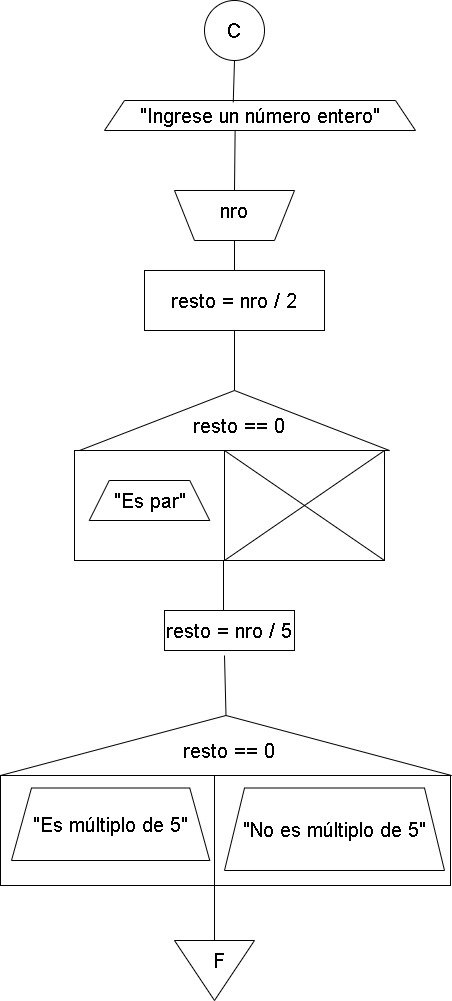 C
"Ingrese un número entero"
nro
resto = nro / 2
resto == 0
"Es par"
resto = nro / 5
resto == 0
"Es múltiplo de 5"
"No es múltiplo de 5"
F